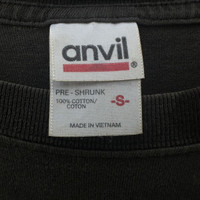 anvil®
PRE-SHRUNK
100% COTTON/
COTON
-S-
MADE IN VIETNAM